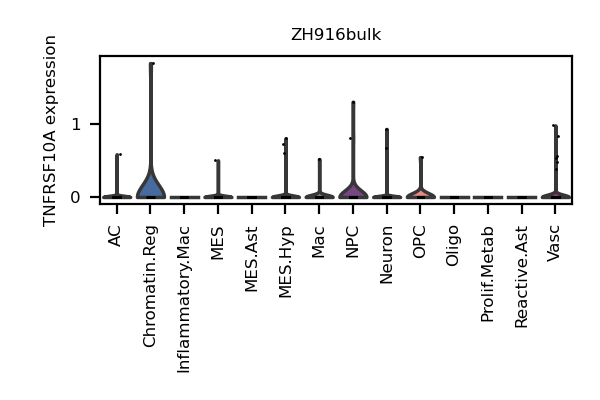 ZH916bulk
TNFRSF10A expression
1
0
AC
Chromatin.Reg
Inflammatory.Mac
MES
MES.Ast
MES.Hyp
Mac
NPC
Neuron
OPC
Oligo
Prolif.Metab
Reactive.Ast
Vasc